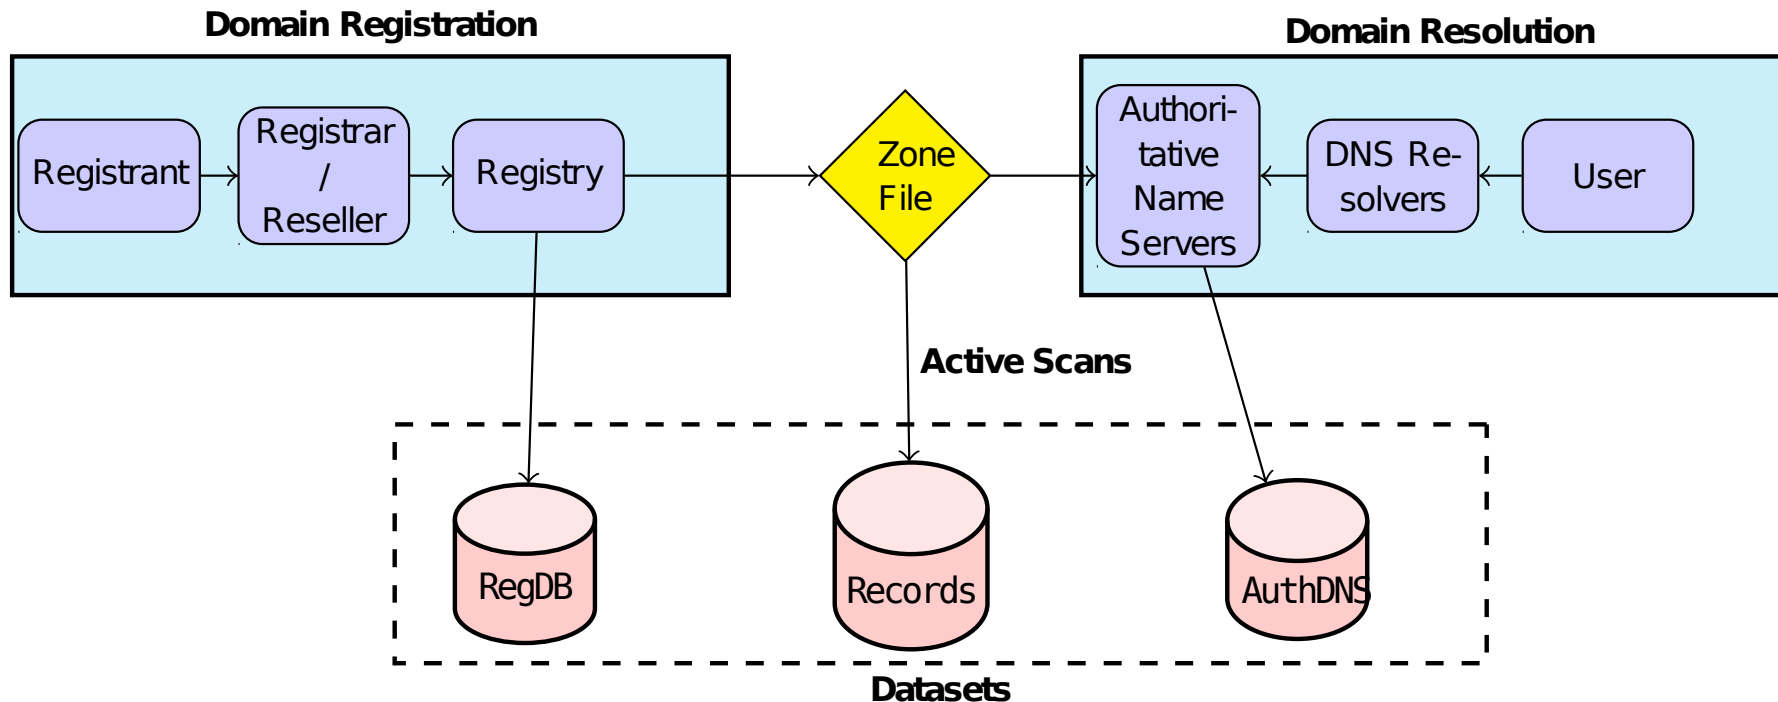 Domain Registration
Domain Resolution
Registrant
Registrar
/
Reseller
Registry
Zone
File
Authori-
tative
Name
Servers
DNS Re-
solvers
User
Active Scans
RegDB
Records
AuthDNS
Datasets